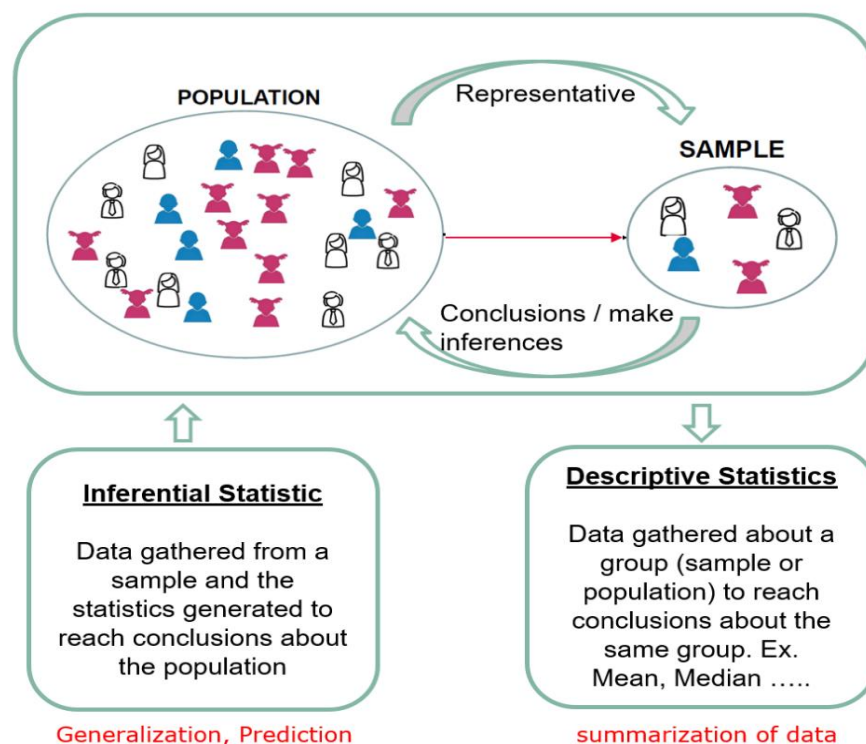 POPULATION
Representative
SAMPLE
Conclusions / make
inferences
Inferential Statistic
Data gathered from a
sample and the
statistics generated to
reach conclusions about
the population
Generalization, Prediction
Descriptive Statistics
Data gathered about a
group (sample or
population) to reach
conclusions about the
same group. Ex.
Mean, Median …..
summarization of data